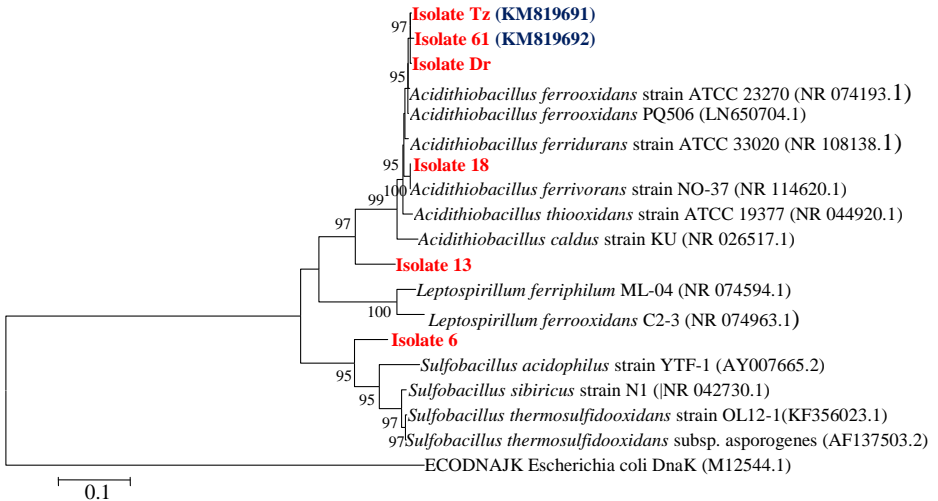 97
Isolate Tz (KM819691)
Isolate 61 (KM819692)
Isolate Dr
95
Acidithiobacillus ferrooxidans strain ATCC 23270 (NR 074193.1)
Acidithiobacillus ferrooxidans PQ506 (LN650704.1)
Acidithiobacillus ferridurans strain ATCC 33020 (NR 108138.1)
95
Isolate 18
100
Acidithiobacillus ferrivorans strain NO-37 (NR 114620.1)
99
Acidithiobacillus thiooxidans strain ATCC 19377 (NR 044920.1)
97
Acidithiobacillus caldus strain KU (NR 026517.1)
Isolate 13
Leptospirillum ferriphilum ML-04 (NR 074594.1)
100
Leptospirillum ferrooxidans C2-3 (NR 074963.1)
Isolate 6
95
Sulfobacillus acidophilus strain YTF-1 (AY007665.2)
95
Sulfobacillus sibiricus strain N1 (|NR 042730.1)
97
Sulfobacillus thermosulfidooxidans strain OL12-1(KF356023.1)
97
Sulfobacillus thermosulfidooxidans subsp. asporogenes (AF137503.2)
ECODNAJK Escherichia coli DnaK (M12544.1)
0.1